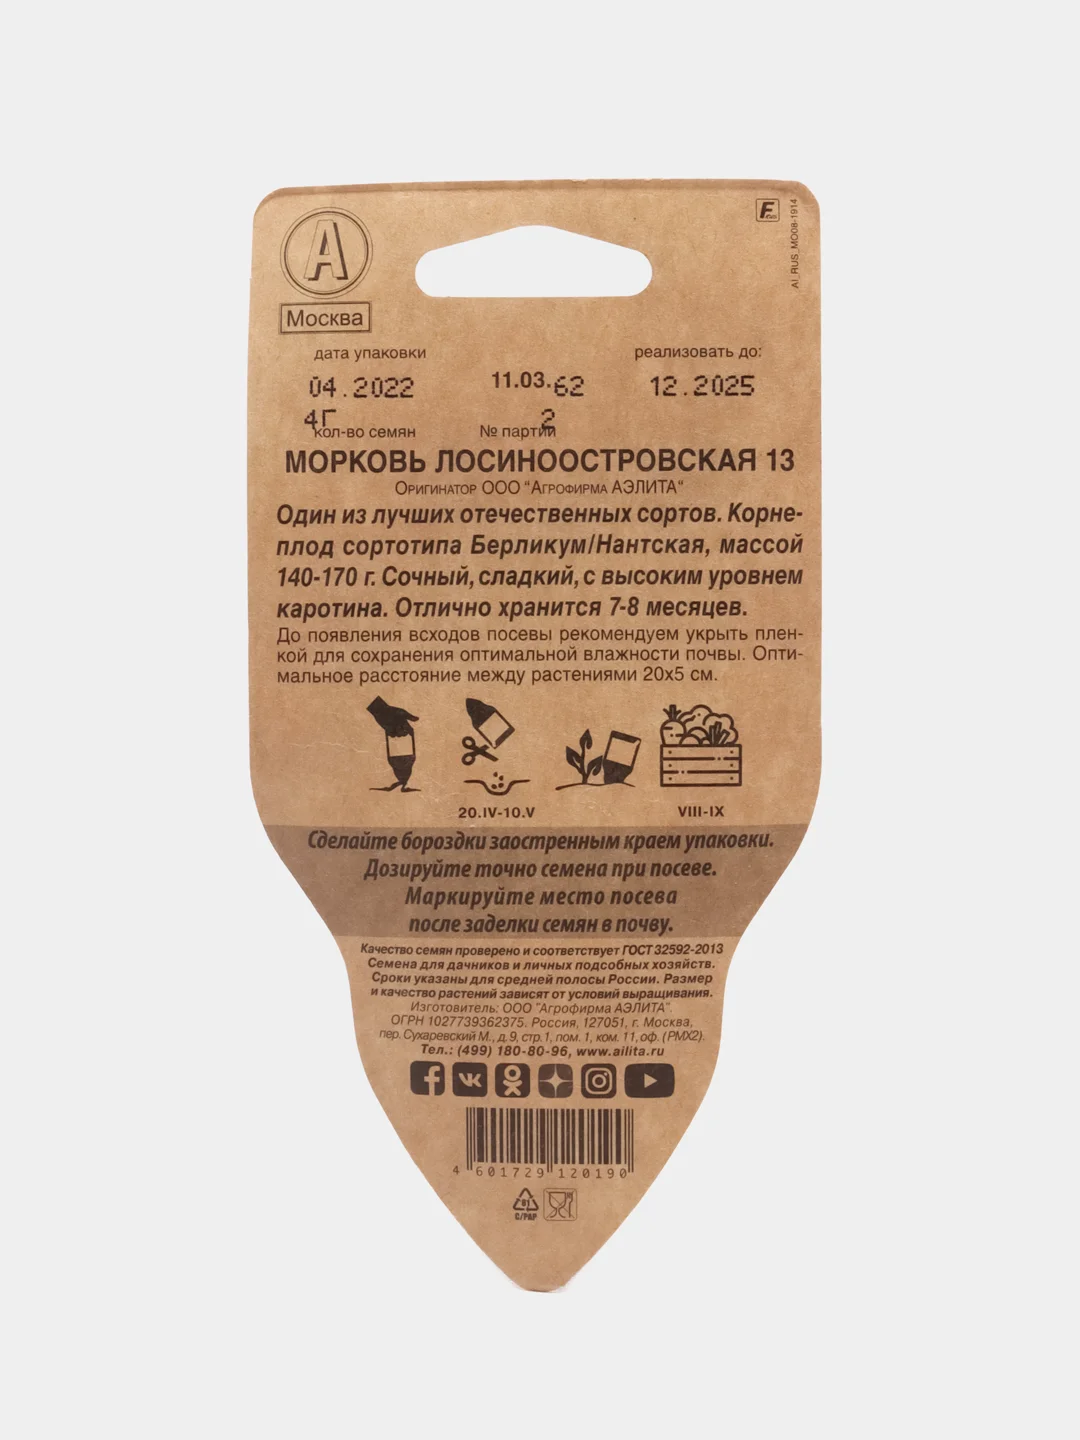 А
Москва
F
AI_RUS_MO08-1914
дата упаковки
реализовать до:
04.2022
11.03.62
12.2025
4Г
2
кол-во семян
№ партии
МОРКОВЬ ЛОСИНООСТРОВСКАЯ 13
Оригинатор ООО "Агрофирма АЭЛИТА"
Один из лучших отечественных сортов. Корне-
плод сортотипа Берликум/Нантская, массой
140-170 г. Сочный, сладкий, с высоким уровнем
каротина. Отлично хранится 7-8 месяцев.
До появления всходов посевы рекомендуем укрыть плен-
кой для сохранения оптимальной влажности почвы. Опти-
мальное расстояние между растениями 20x5 см.
20.IV-10.V
VIII-IX
Сделайте бороздки заостренным краем упаковки.
Дозируйте точно семена при посеве.
Маркируйте место посева
после заделки семян в почву.
Качество семян проверено и соответствует ГОСТ 32592-2013
Семена для дачников и личных подсобных хозяйств.
Сроки указаны для средней полосы России. Размер
и качество растений зависят от условий выращивания.
Изготовитель: ООО "Агрофирма АЭЛИТА".
ОГРН 1027739362375. Россия, 127051, г. Москва,
пер. Сухаревский М., д.9, стр.1, пом. 1, ком. 11, оф. (РМХ2).
Тел.: (499) 180-80-96, www.ailita.ru
4 601729 120190
81
C/PAP